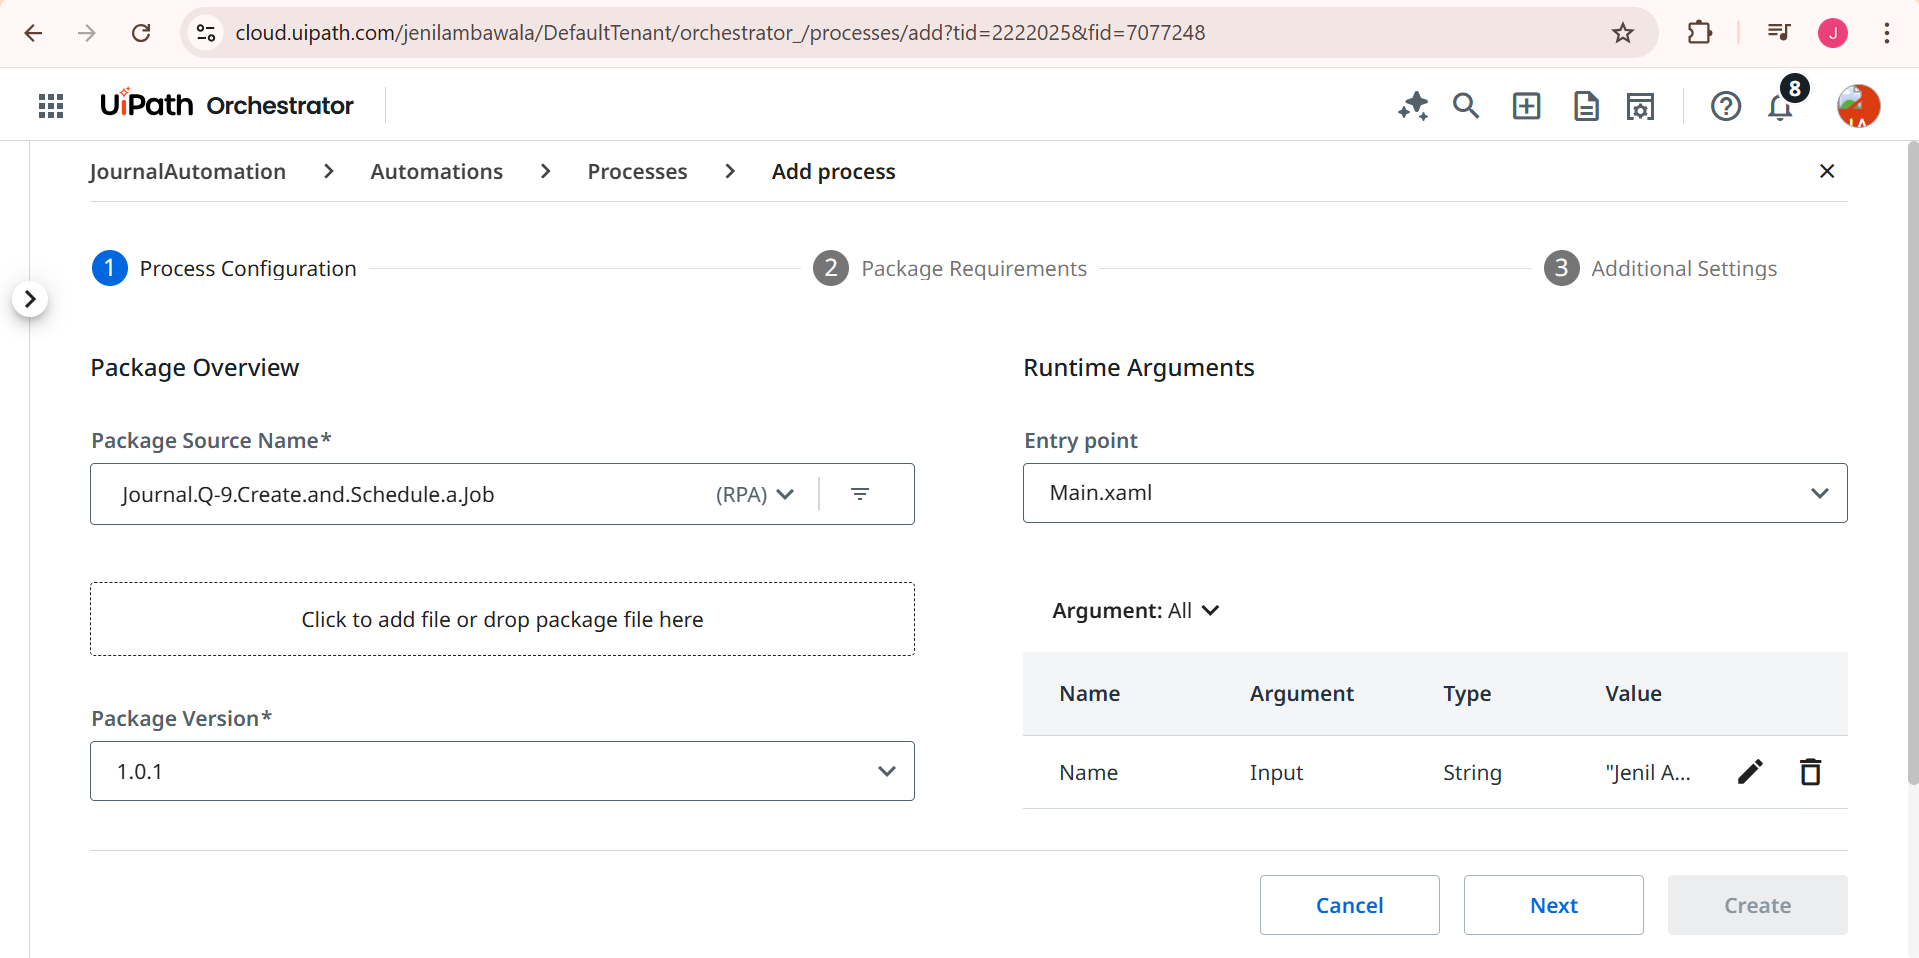 cloud.uipath.com/jenilambawala/DefaultTenant/orchestrator_/processes/add?tid=2222025&fid=7077248
J
UiPath Orchestrator
8
JournalAutomation > Automations > Processes > Add process
1 Process Configuration
2 Package Requirements
3 Additional Settings
Package Overview
Package Source Name*
Journal.Q-9.Create.and.Schedule.a.Job (RPA)
Click to add file or drop package file here
Package Version*
1.0.1
Runtime Arguments
Entry point
Main.xaml
Argument: All
Name Argument Type Value
Name Input String "Jenil A...
Cancel Next Create